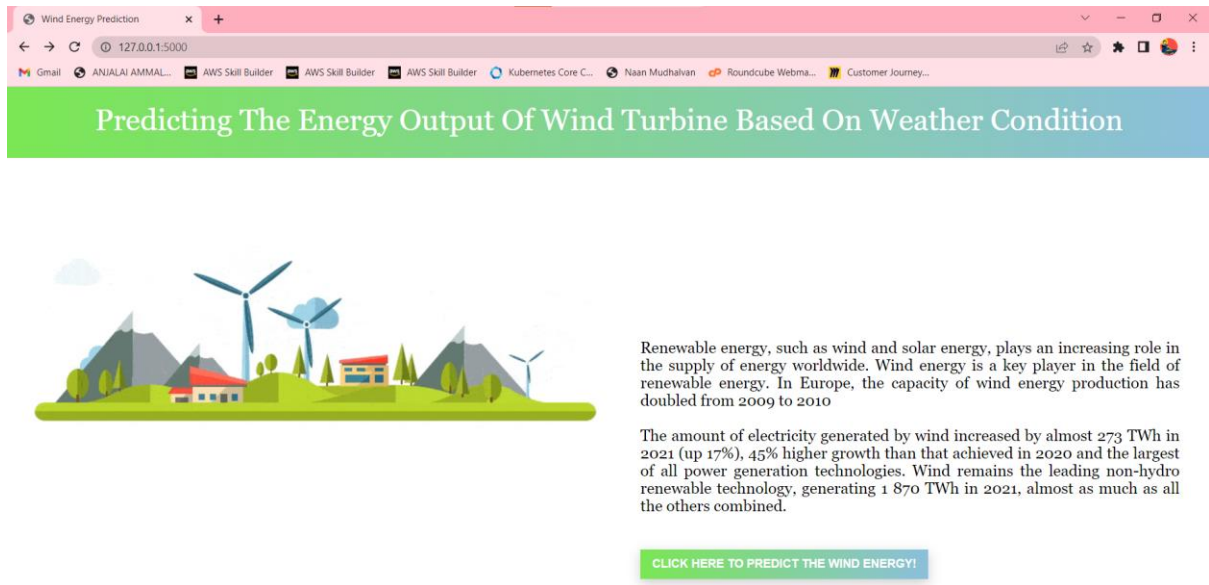 Wind Energy Prediction
127.0.0.1:5000
Gmail
ANJALAI AMMAL...
AWS Skill Builder
AWS Skill Builder
AWS Skill Builder
Kubernetes Core C...
Naan Mudhalvan
Roundcube Webma...
Customer Journey...
Predicting The Energy Output Of Wind Turbine Based On Weather Condition
Renewable energy, such as wind and solar energy, plays an increasing role in
the supply of energy worldwide. Wind energy is a key player in the field of
renewable energy. In Europe, the capacity of wind energy production has
doubled from 2009 to 2010
The amount of electricity generated by wind increased by almost 273 TWh in
2021 (up 17%), 45% higher growth than that achieved in 2020 and the largest
of all power generation technologies. Wind remains the leading non-hydro
renewable technology, generating 1 870 TWh in 2021, almost as much as all
the others combined.
CLICK HERE TO PREDICT THE WIND ENERGY!